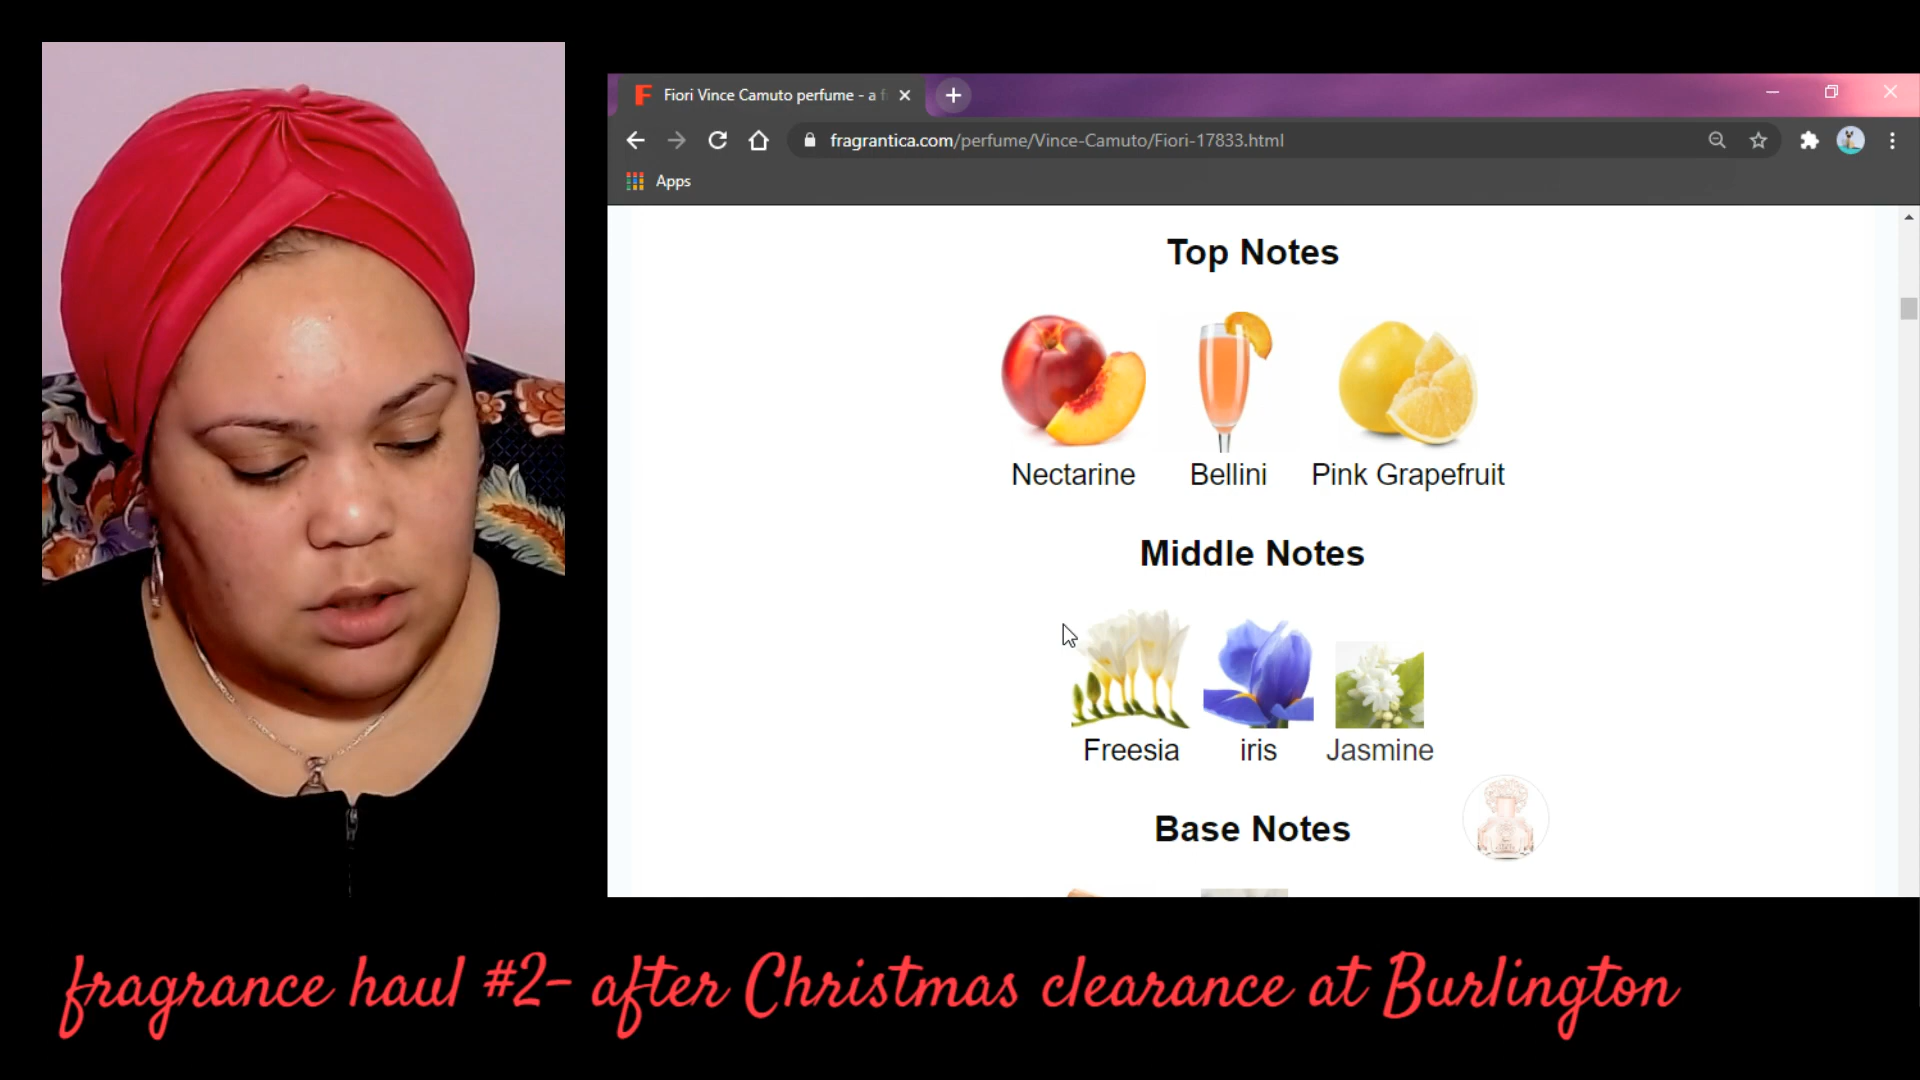 Fiori Vince Camuto perfume - a f
fragrantica.com/perfume/Vince-Camuto/Fiori-17833.html
Apps
Top Notes
Nectarine Bellini Pink Grapefruit
Middle Notes
Freesia iris Jasmine
Base Notes
fragrance haul #2- after Christmas clearance at Burlington